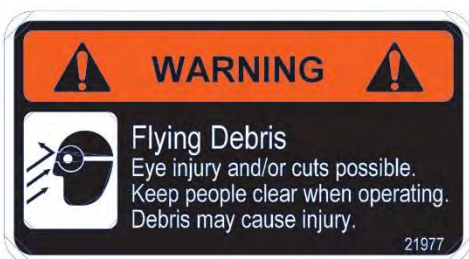 WARNING
Flying Debris
Eye injury and/or cuts possible.
Keep people clear when operating.
Debris may cause injury.
21977